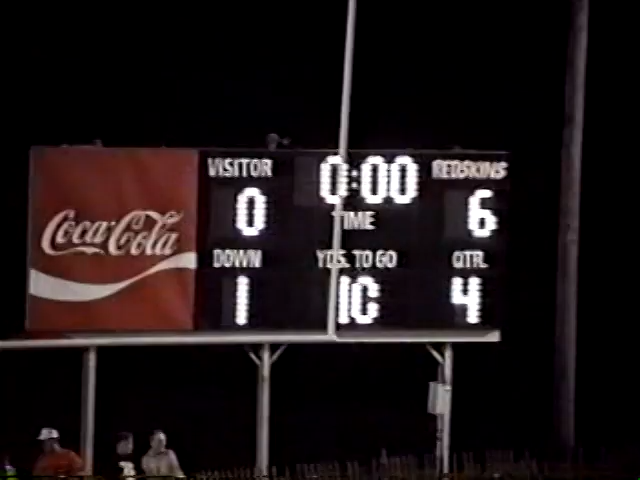 Coca-Cola
VISITOR 0:00 REDSKINS
0 TIME 6
DOWN YDS. TO GO QTR.
1 10 4